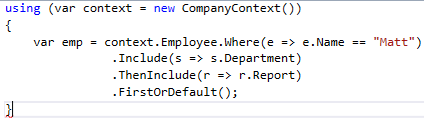 using (var context = new CompanyContext())
{
var emp = context.Employee.Where(e => e.Name == "Matt")
.Include(s => s.Department)
.ThenInclude(r => r.Report)
.FirstOrDefault();
}